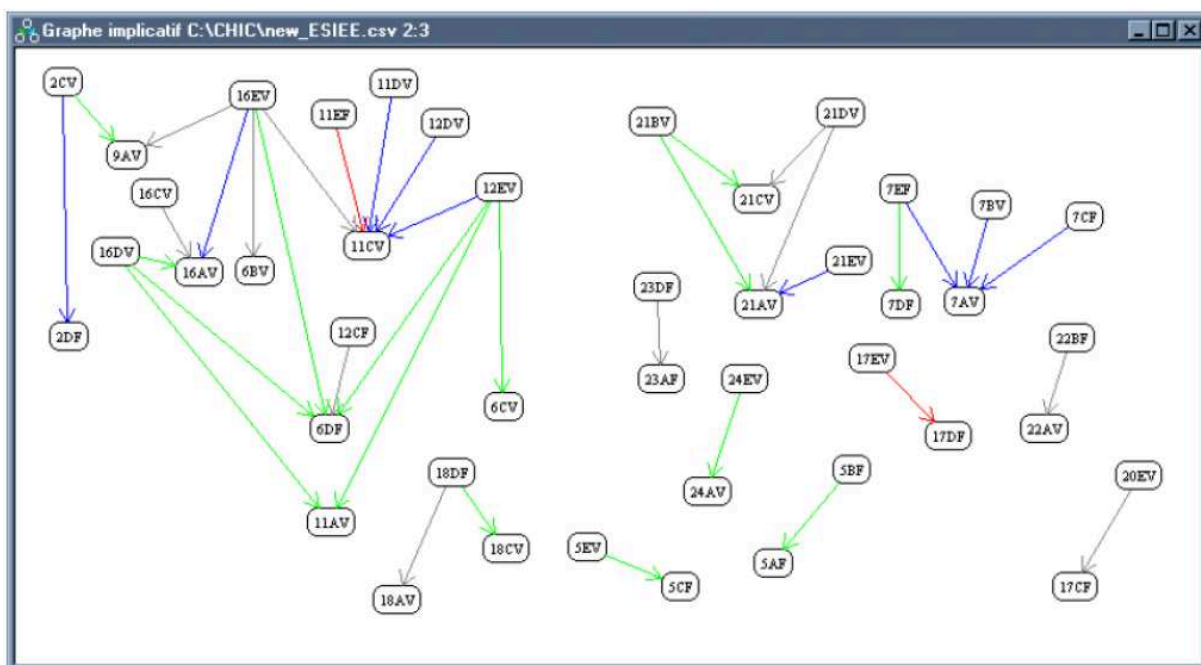 Graphe implicatif C:\CHIC\new_ESIEE.csv 2:3
2CV
16EV
11DV
11EF
12DV
21BV
21DV
9AV
16CV
12EV
21CV
7EF
7BV
7CF
16DV
16AV
6BV
11CV
21EV
23DF
21AV
7DF
7AV
2DF
12CF
22BF
17EV
23AF
24EV
6CV
6DF
17DF
22AV
18DF
5BF
20EV
24AV
11AV
18CV
5EV
5AF
5CF
17CF
18AV